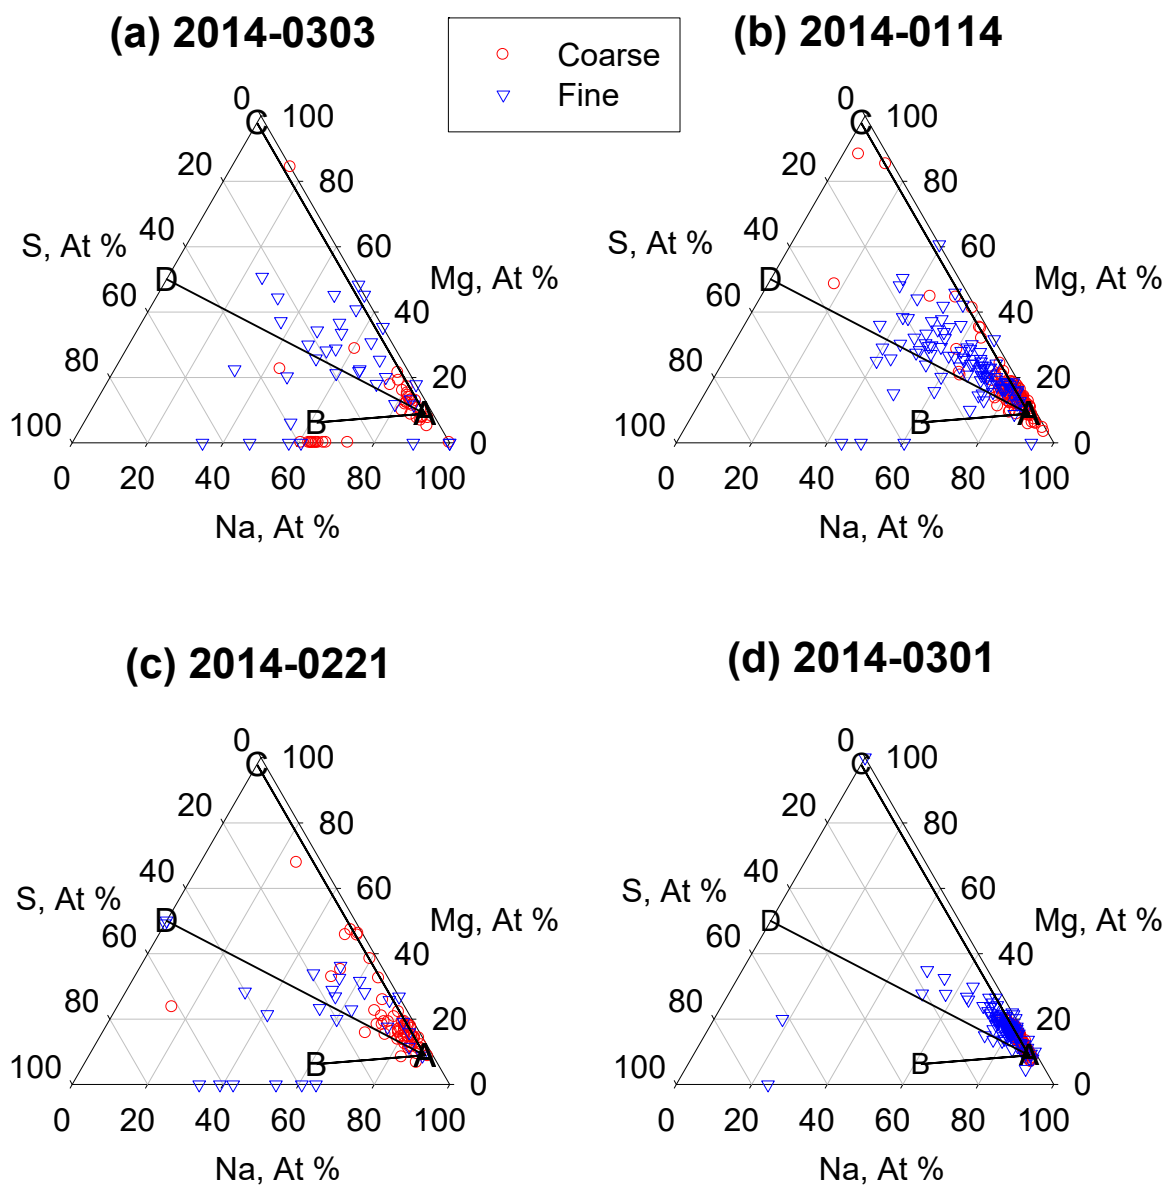 (a) 2014-0303
Coarse
Fine
(b) 2014-0114
0
C
100
20
80
S, At %
40
60
Mg, At %
D
60
40
80
20
B
A
100
0
0
20
40
60
80
100
Na, At %
0
C
100
20
80
S, At %
40
60
Mg, At %
D
60
40
80
20
B
A
100
0
0
20
40
60
80
100
Na, At %
(c) 2014-0221
(d) 2014-0301
0
C
100
20
80
S, At %
40
60
D
60
40
Mg, At %
80
20
B
A
100
0
0
20
40
60
80
100
Na, At %
0
C
100
20
80
S, At %
40
60
D
60
40
Mg, At %
80
20
B
A
100
0
0
20
40
60
80
100
Na, At %